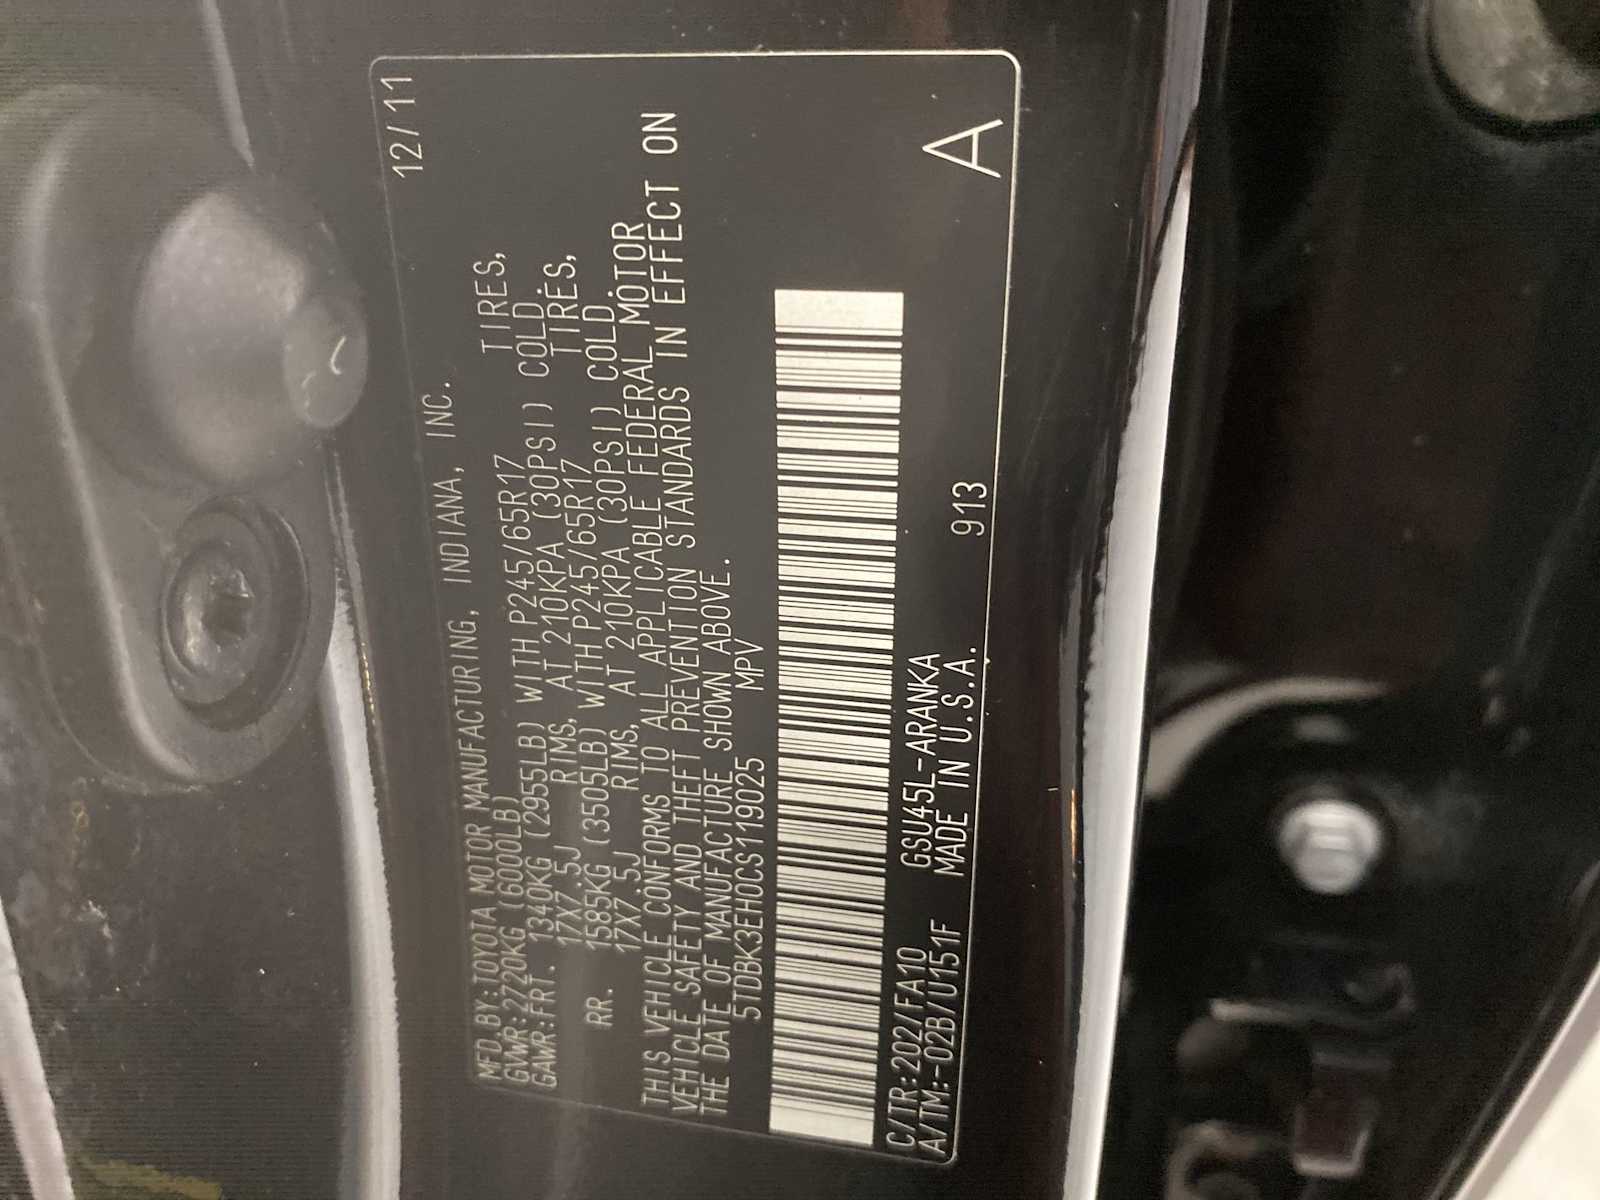 12/11
MFD.BY:TOYOTA MOTOR MANUFACTURING, INDIANA, INC.
GVWR:2720KG (6000LB)
GAWR:FRT. 1340KG (2955LB) WITH P245/65R17 TIRES,
17X7.5J RIMS, AT 210KPA (30PSI) COLD.
RR. 1585KG (3505LB) WITH P245/65R17 TIRES,
17X7.5J RIMS, AT 210KPA (30PSI) COLD.
THIS VEHICLE CONFORMS TO ALL APPLICABLE FEDERAL MOTOR
VEHICLE SAFETY AND THEFT PREVENTION STANDARDS IN EFFECT ON
THE DATE OF MANUFACTURE SHOWN ABOVE.
5TDBK3EH0CS119025 MPV
C/TR:202/FA10 GSU45L-ARANKA
A/TM:-02B/U151F MADE IN U.S.A. 913
A